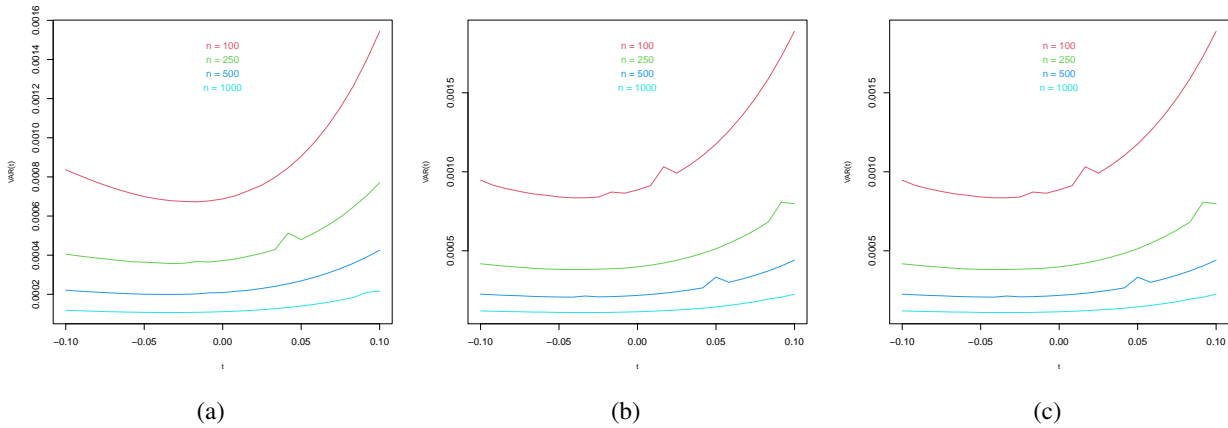 VAR(t)
0.0002 0.0004 0.0006 0.0008 0.0010 0.0012 0.0014 0.0016
n = 100
n = 250
n = 500
n = 1000
−0.10 −0.05 0.00 0.05 0.10
t
(a)
VAR(t)
0.0005 0.0010 0.0015
n = 100
n = 250
n = 500
n = 1000
−0.10 −0.05 0.00 0.05 0.10
t
(b)
VAR(t)
0.0005 0.0010 0.0015
n = 100
n = 250
n = 500
n = 1000
−0.10 −0.05 0.00 0.05 0.10
t
(c)